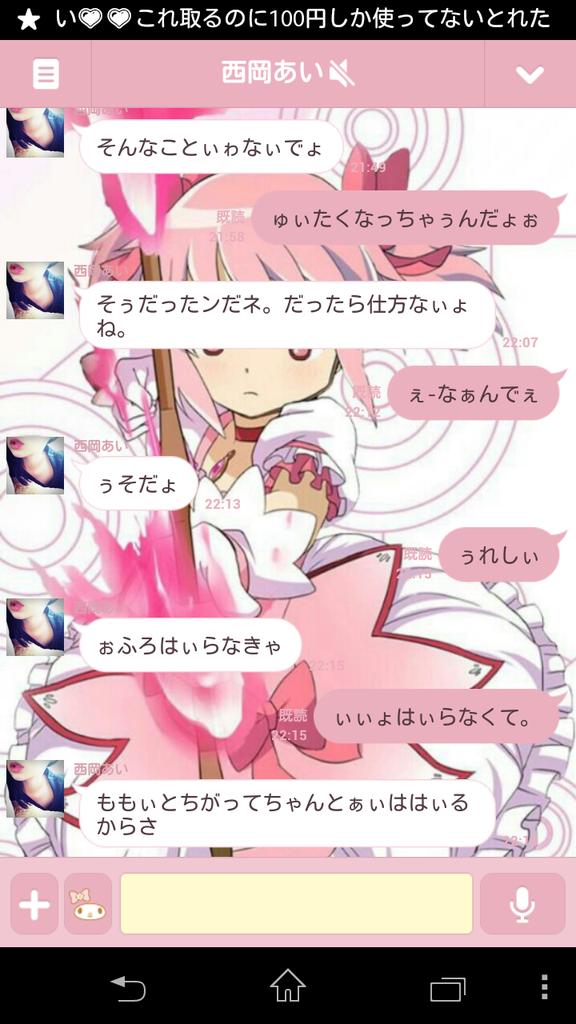 ★ い💗💗これ取るのに100円しか使ってないとれた
西岡あい
西岡あい
そんなことぃゎなぃでょ
21:49
既読
21:58
ゅぃたくなっちゃぅんだょぉ
西岡あい
そぅだったンだネ。だったら仕方なぃょ
ね。
22:07
既読
22:12
ぇ-なぁんでぇ
西岡あい
ぅそだょ
22:13
既読
ぅれしぃ
西岡あい
ぉふろはぃらなきゃ
22:15
既読
22:15
ぃぃょはぃらなくて。
西岡あい
ももぃとちがってちゃんとぁぃははぃる
からさ